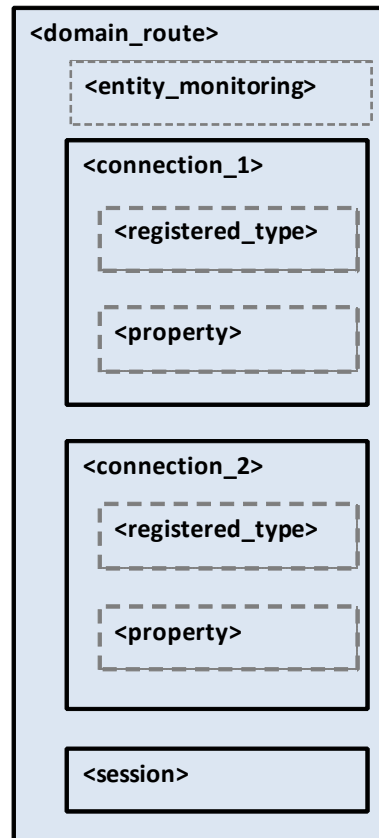 <domain_route>
<entity_monitoring>
<connection_1>
<registered_type>
<property>
<connection_2>
<registered_type>
<property>
<session>